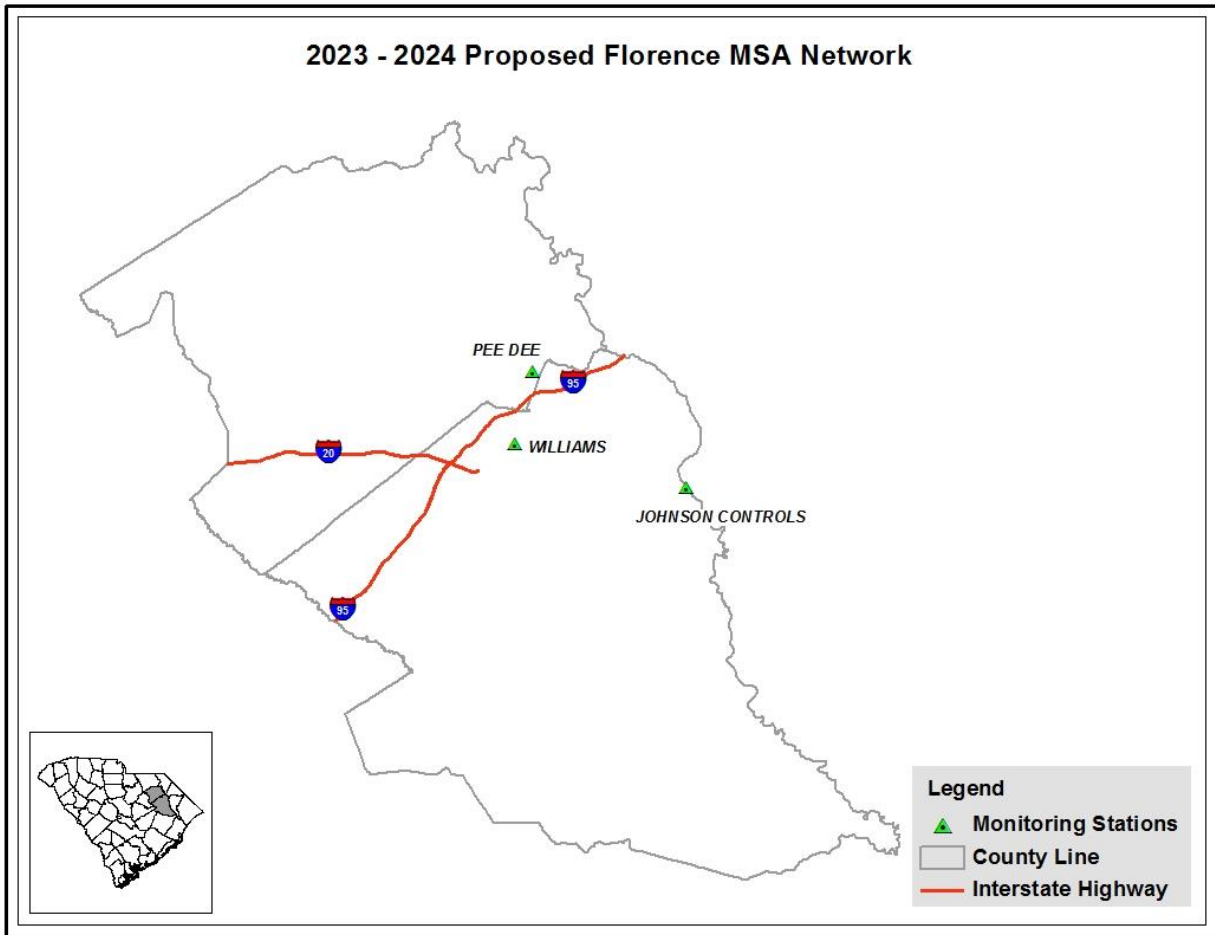 2023 - 2024 Proposed Florence MSA Network
PEE DEE
95
WILLIAMS
20
JOHNSON CONTROLS
95
Legend
Monitoring Stations
County Line
Interstate Highway